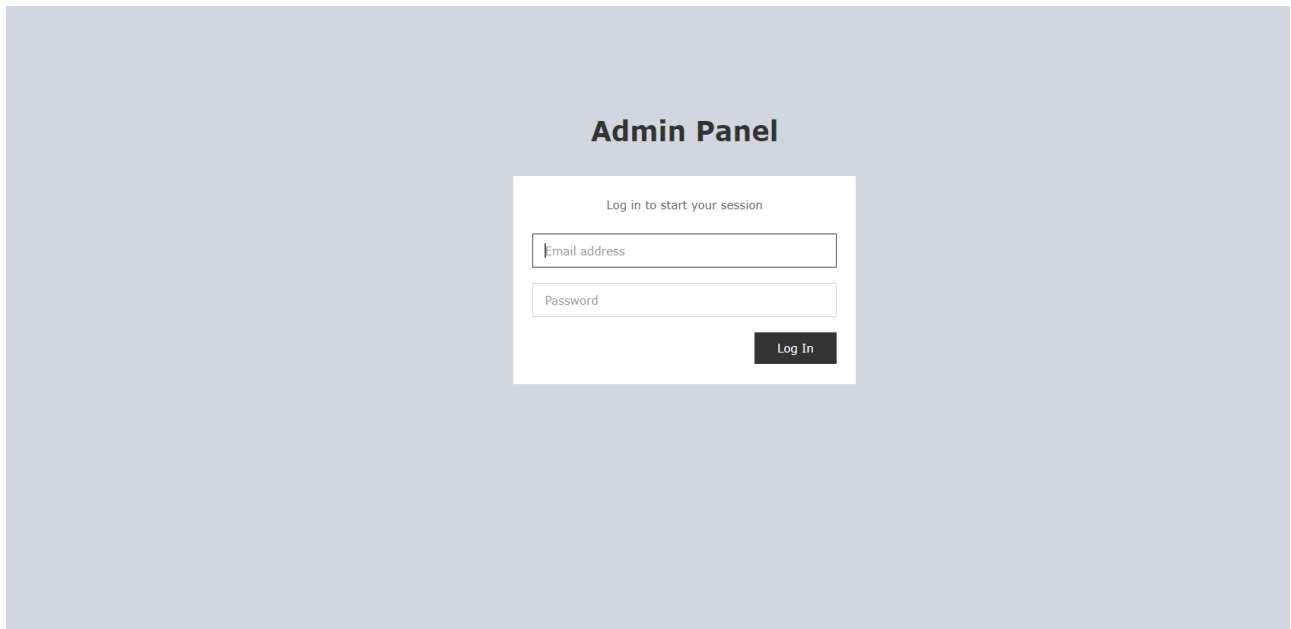 Admin Panel
Log in to start your session
Email address
Password
Log In